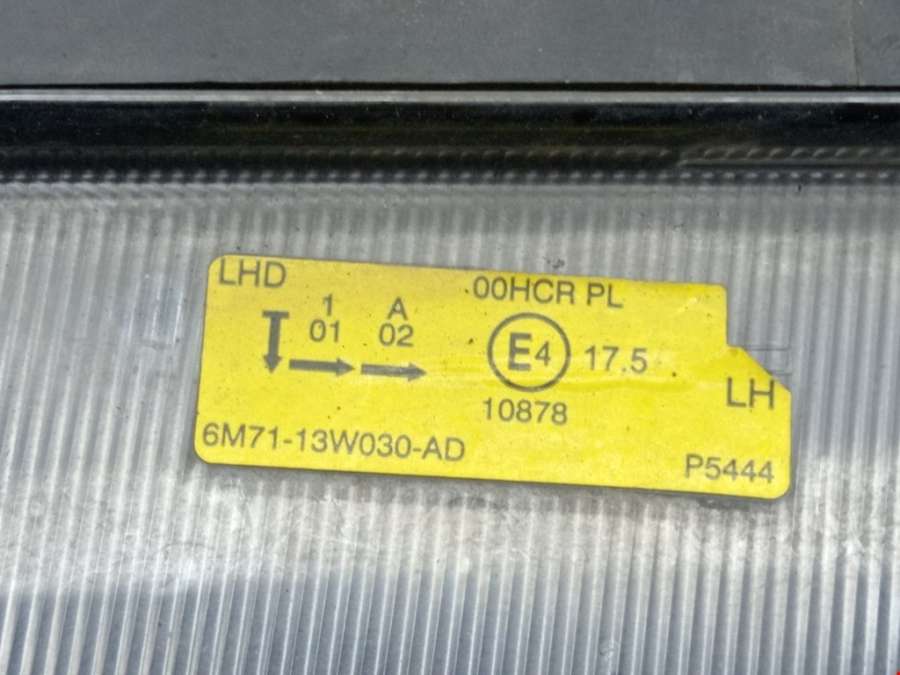 LHD 00HCR PL
1 A
01 02
E4 17.5
LH
10878
6M71-13W030-AD
P5444